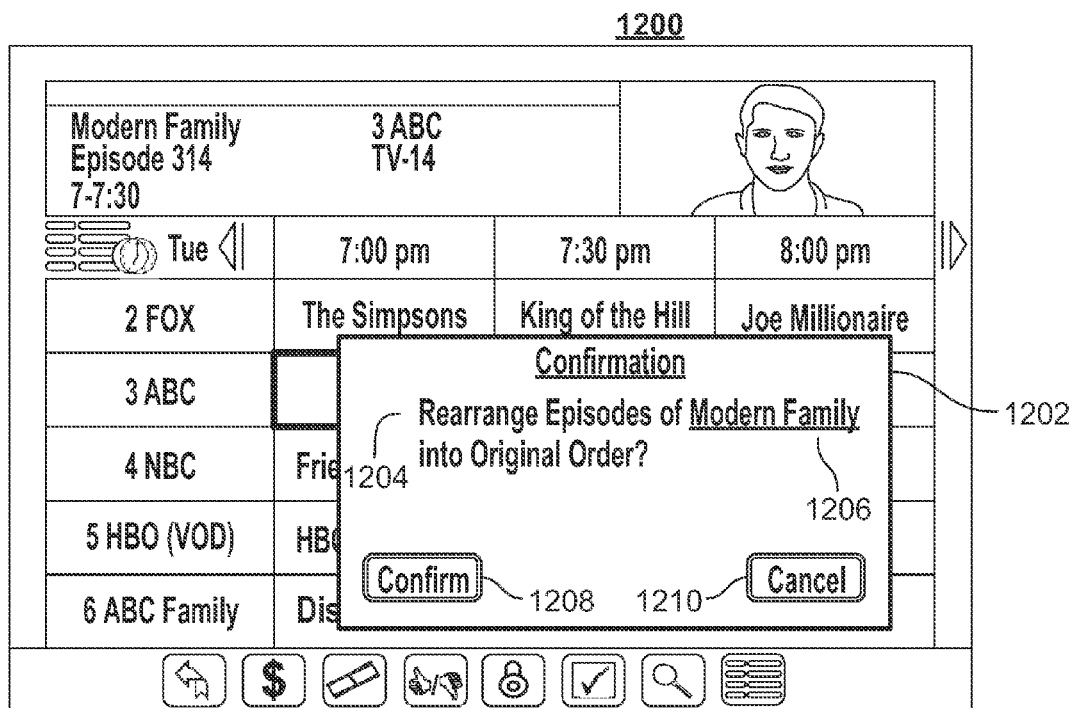 1200
Modern Family 3 ABC
Episode 314 TV-14
7-7:30
Tue 7:00 pm 7:30 pm 8:00 pm
2 FOX The Simpsons King of the Hill Joe Millionaire
Confirmation
3 ABC
Rearrange Episodes of Modern Family
1202
into Original Order?
4 NBC Frie
1204
1206
5 HBO (VOD) HBO
Confirm Cancel
1208 1210
6 ABC Family Dis
$